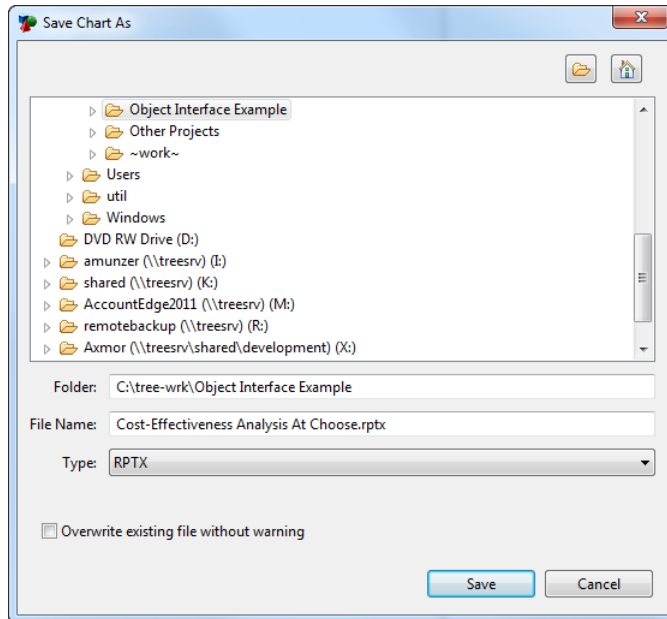 Save Chart As
Object Interface Example
Other Projects
~work~
Users
util
Windows
DVD RW Drive (D:)
amunzer (\\treesrv) (I:)
shared (\\treesrv) (K:)
AccountEdge2011 (\\treesrv) (M:)
remotebackup (\\treesrv) (R:)
Axmor (\\treesrv\shared\development) (X:)
Folder: C:\tree-wrk\Object Interface Example
File Name: Cost-Effectiveness Analysis At Choose.rptx
Type: RPTX
Overwrite existing file without warning
Save Cancel